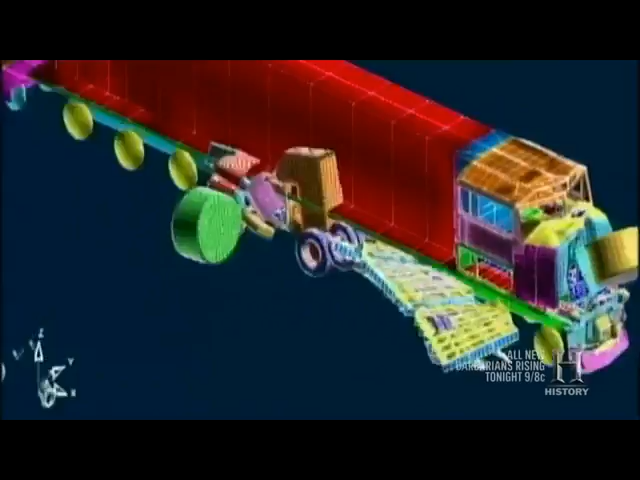 ALL NEW
BARBARIANS RISING
TONIGHT 9/8c
H
HISTORY